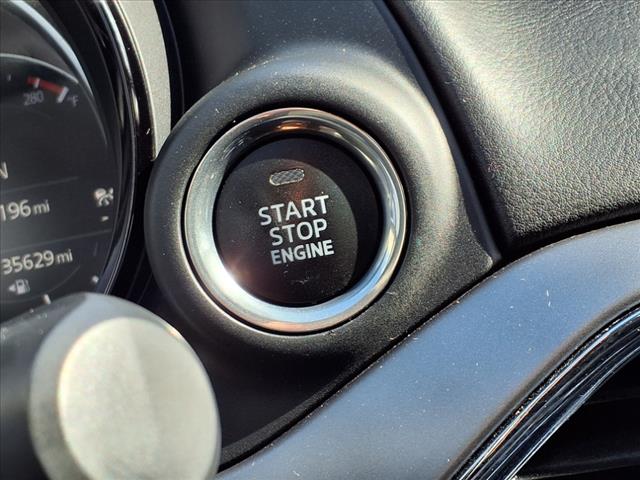 280 °F
196 mi
35629 mi
START
STOP
ENGINE